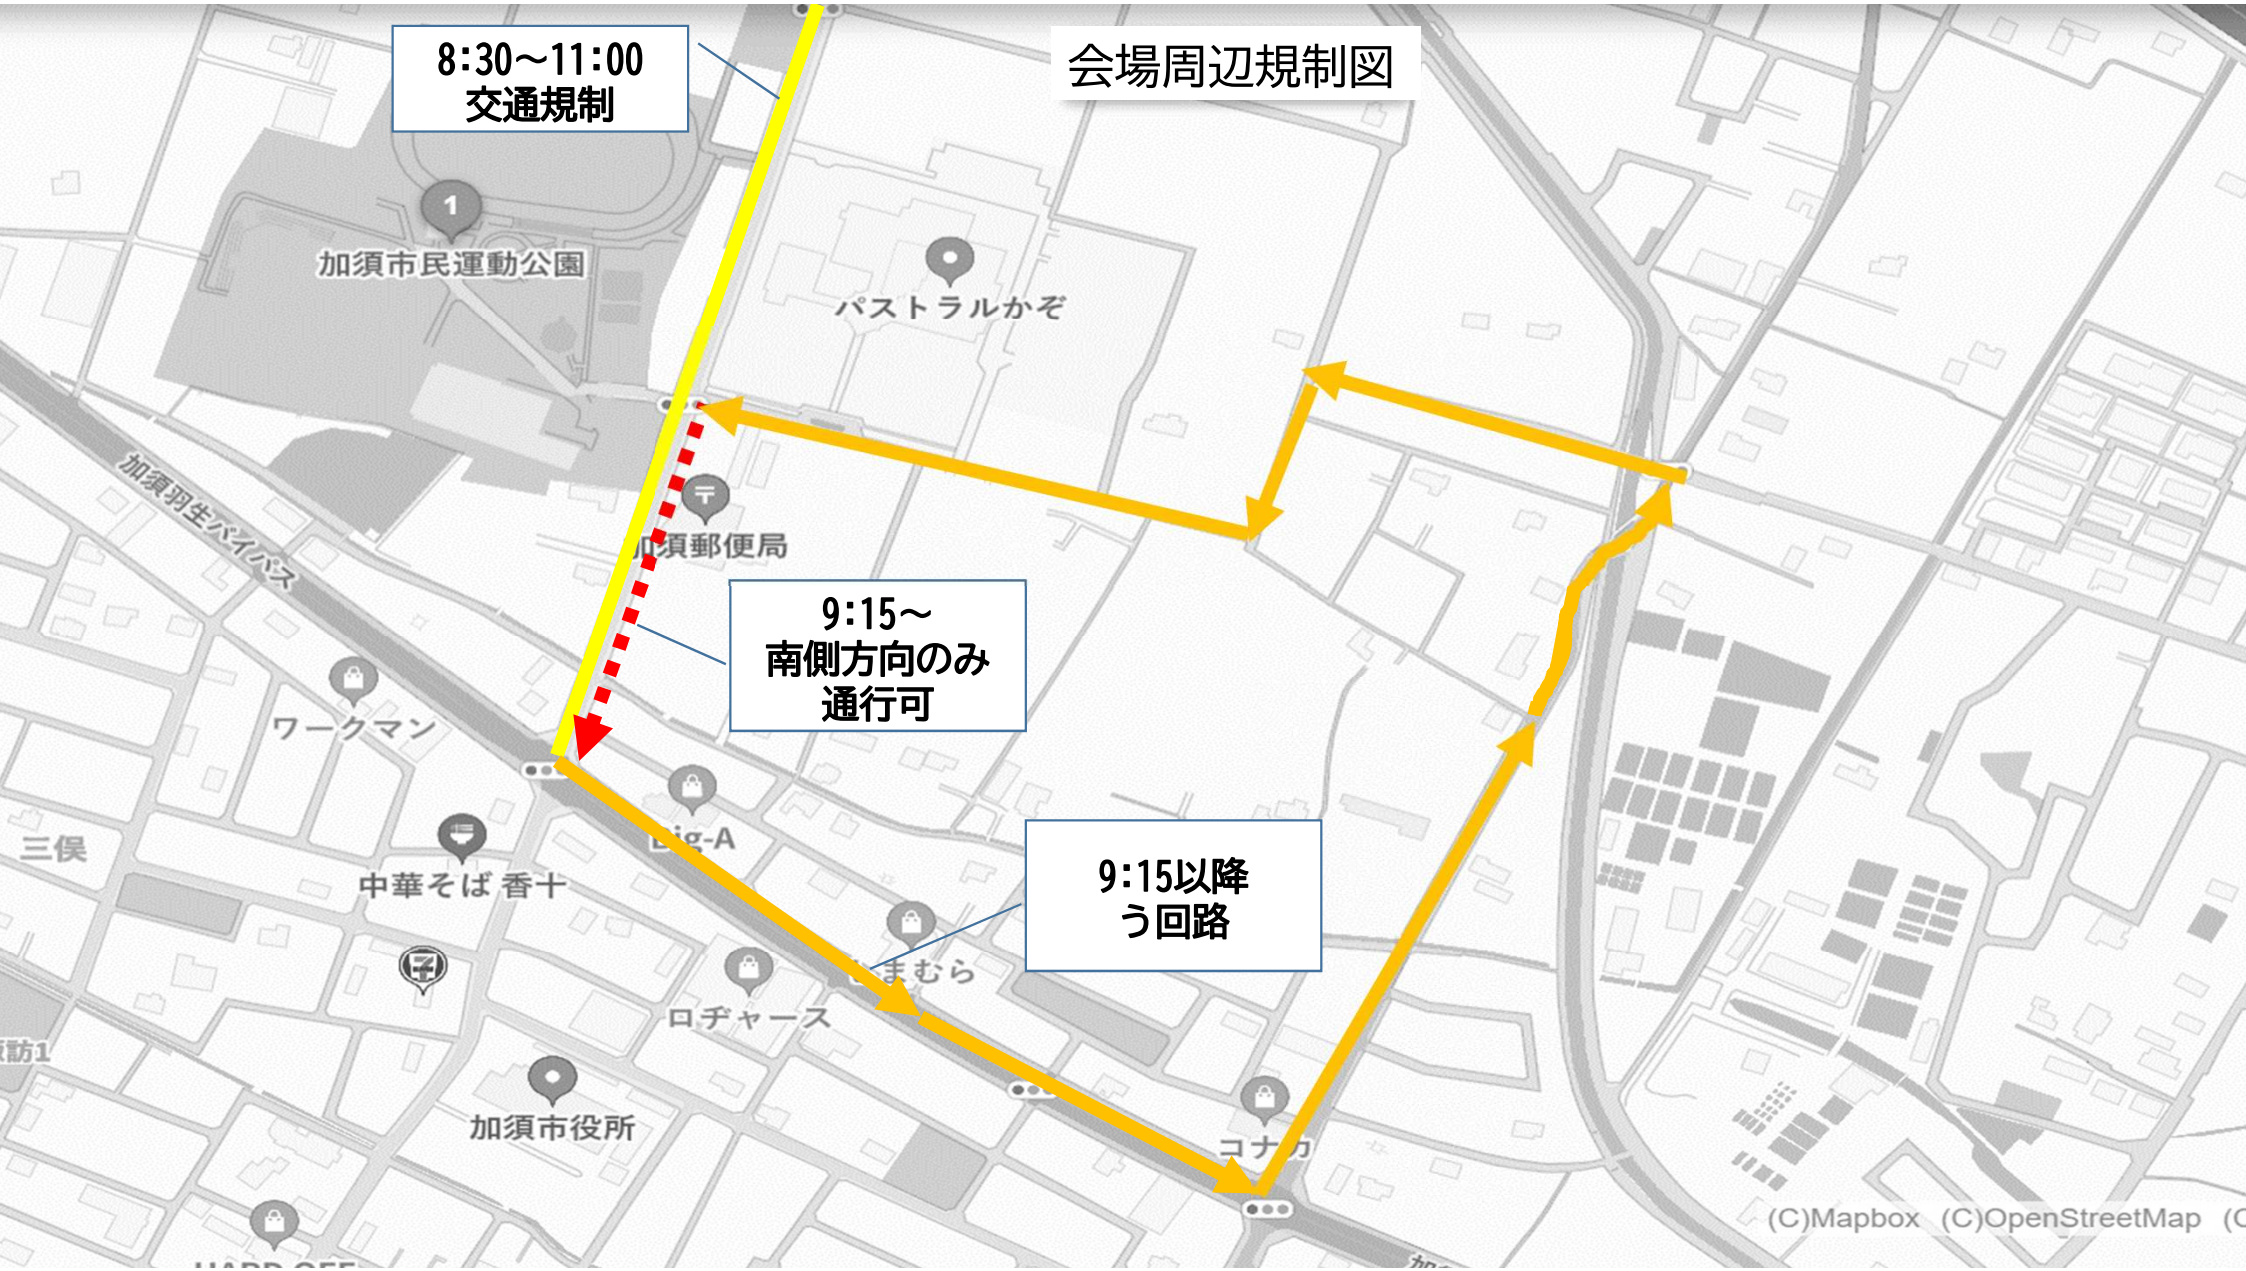 8:30～11:00
交通規制
会場周辺規制図
1
加須市民運動公園
パストラルかぞ
加須羽生バイパス
〒
加須郵便局
9:15～
南側方向のみ
通行可
ワークマン
Big-A
三俣
中華そば 香十
9:15以降
う回路
まむら
ロヂャース
加須市役所
コナカ
(C)Mapbox (C)OpenStreetMap (C